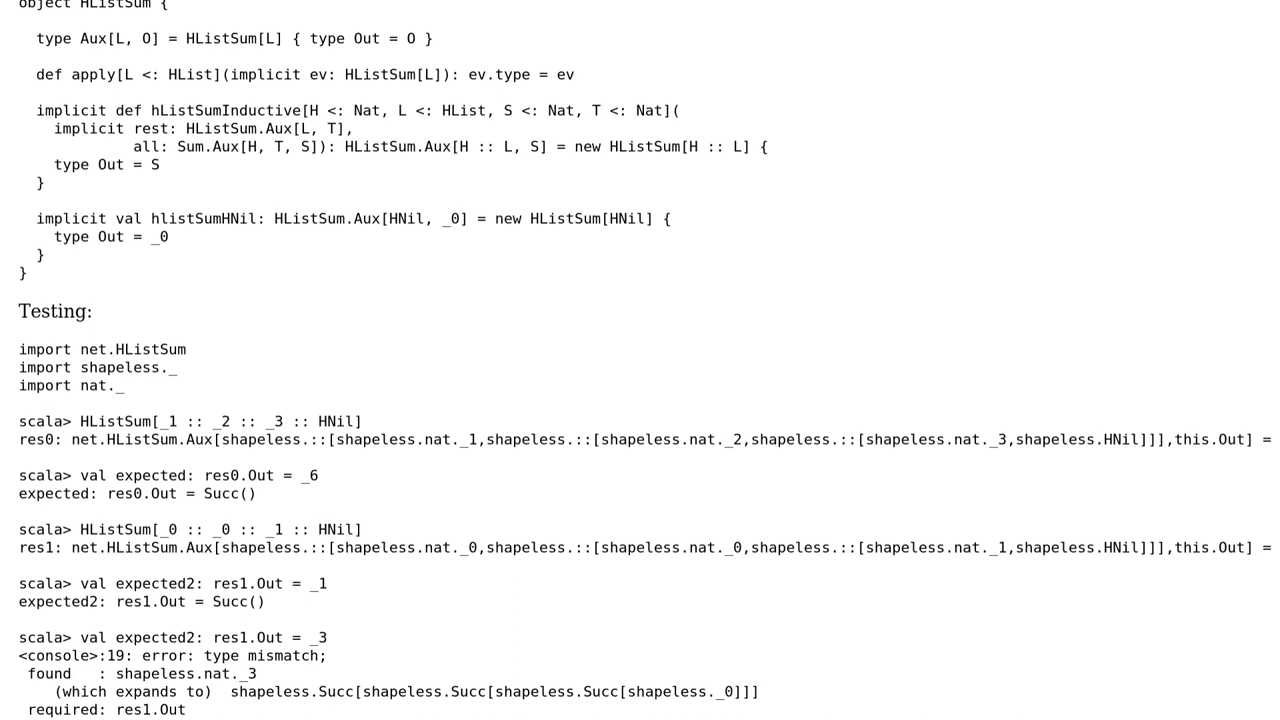 object HListSum {
type Aux[L, O] = HListSum[L] { type Out = O }
def apply[L <: HList](implicit ev: HListSum[L]): ev.type = ev
implicit def hListSumInductive[H <: Nat, L <: HList, S <: Nat, T <: Nat](
implicit rest: HListSum.Aux[L, T],
all: Sum.Aux[H, T, S]): HListSum.Aux[H :: L, S] = new HListSum[H :: L] {
type Out = S
}
implicit val hlistSumHNil: HListSum.Aux[HNil, _0] = new HListSum[HNil] {
type Out = _0
}
}
Testing:
import net.HListSum
import shapeless._
import nat._
scala> HListSum[_1 :: _2 :: _3 :: HNil]
res0: net.HListSum.Aux[shapeless.::[shapeless.nat._1,shapeless.::[shapeless.nat._2,shapeless.::[shapeless.nat._3,shapeless.HNil]]],this.Out] =
scala> val expected: res0.Out = _6
expected: res0.Out = Succ()
scala> HListSum[_0 :: _0 :: _1 :: HNil]
res1: net.HListSum.Aux[shapeless.::[shapeless.nat._0,shapeless.::[shapeless.nat._0,shapeless.::[shapeless.nat._1,shapeless.HNil]]],this.Out] =
scala> val expected2: res1.Out = _1
expected2: res1.Out = Succ()
scala> val expected2: res1.Out = _3
<console>:19: error: type mismatch;
found   : shapeless.nat._3
(which expands to)  shapeless.Succ[shapeless.Succ[shapeless.Succ[shapeless._0]]]
required: res1.Out